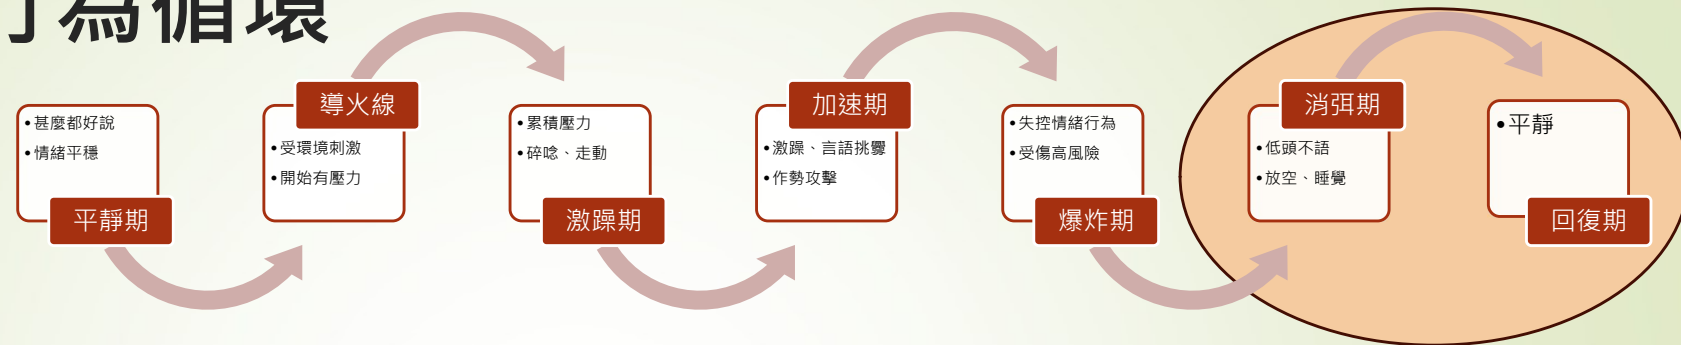 行為循環
•甚麼都好說
•情緒平穩
平靜期
導火線
•受環境刺激
•開始有壓力
•累積壓力
•碎唸、走動
激躁期
加速期
•激躁、言語挑釁
•作勢攻擊
•失控情緒行為
•受傷高風險
爆炸期
消弭期
•低頭不語
•放空、睡覺
•平靜
回復期